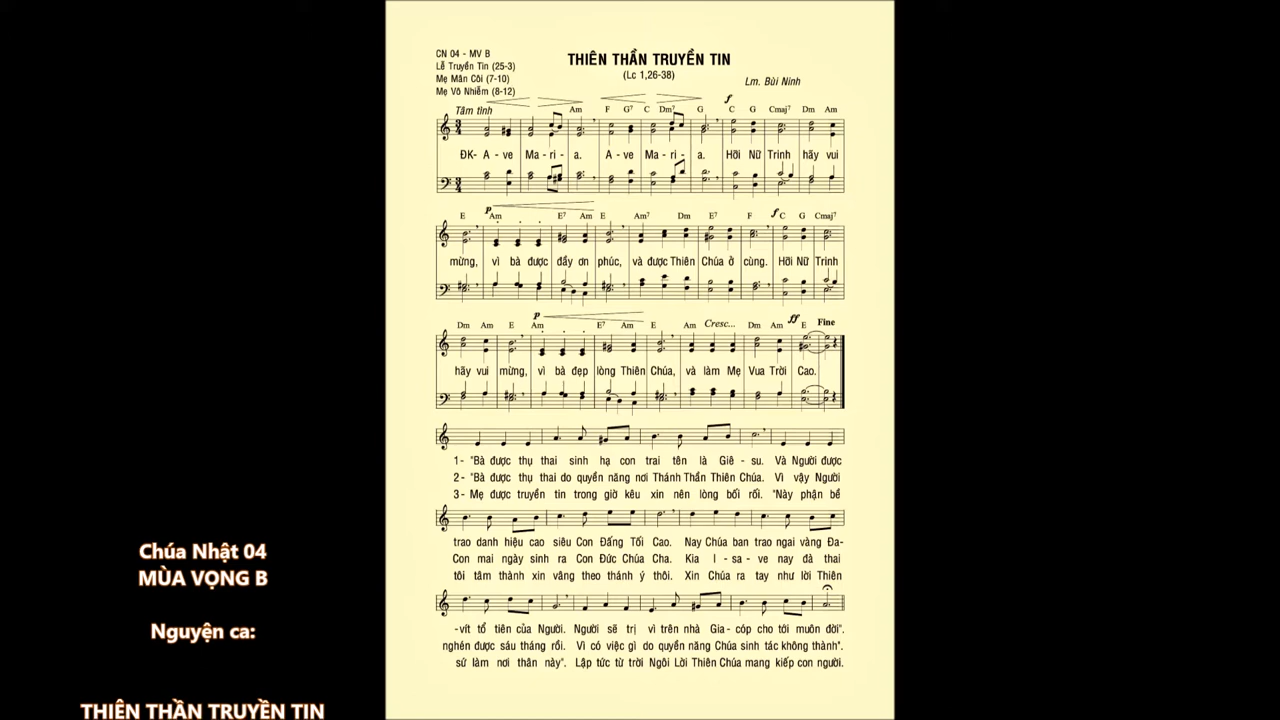 CN 04 - MV B
Lễ Truyền Tin (25-3)
Mẹ Mân Côi (7-10)
Mẹ Vô Nhiễm (8-12)
THIÊN THẦN TRUYỀN TIN
(Lc 1,26-38)
Lm. Bùi Ninh
Tâm tình
Am F G7 C Dm7 G f C G Cmaj7 Dm Am
ĐK- A - ve Ma - ri - a. A - ve Ma - ri - a. Hỡi Nữ Trinh hãy vui
E p Am E7 Am E Am7 Dm E7 F f C G Cmaj7
mừng, vì bà được đầy ơn phúc, và được Thiên Chúa ở cùng. Hỡi Nữ Trinh
Dm Am E p Am E7 Am E Am Cresc... Dm Am ff E Fine
hãy vui mừng, vì bà đẹp lòng Thiên Chúa, và làm Mẹ Vua Trời Cao.
1- "Bà được thụ thai sinh hạ con trai tên là Giê - su. Và Người được
2- "Bà được thụ thai do quyền năng nơi Thánh Thần Thiên Chúa. Vì vậy Người
3- Mẹ được truyền tin trong giờ kêu xin nên lòng bối rối. "Này phận bề
trao danh hiệu cao siêu Con Đấng Tối Cao. Nay Chúa ban trao ngai vàng Đa-
Con mai ngày sinh ra Con Đức Chúa Cha. Kia I - sa - ve nay đà thai
tôi tâm thành xin vâng theo thánh ý thôi. Xin Chúa ra tay như lời Thiên
-vít tổ tiên của Người. Người sẽ trị vì trên nhà Gia- cóp cho tới muôn đời".
nghén được sáu tháng rồi. Vì có việc gì do quyền năng Chúa sinh tác không thành".
sứ làm nơi thân này". Lập tức từ trời Ngôi Lời Thiên Chúa mang kiếp con người.
Chúa Nhật 04
MÙA VỌNG B
Nguyện ca:
THIÊN THẦN TRUYỀN TIN